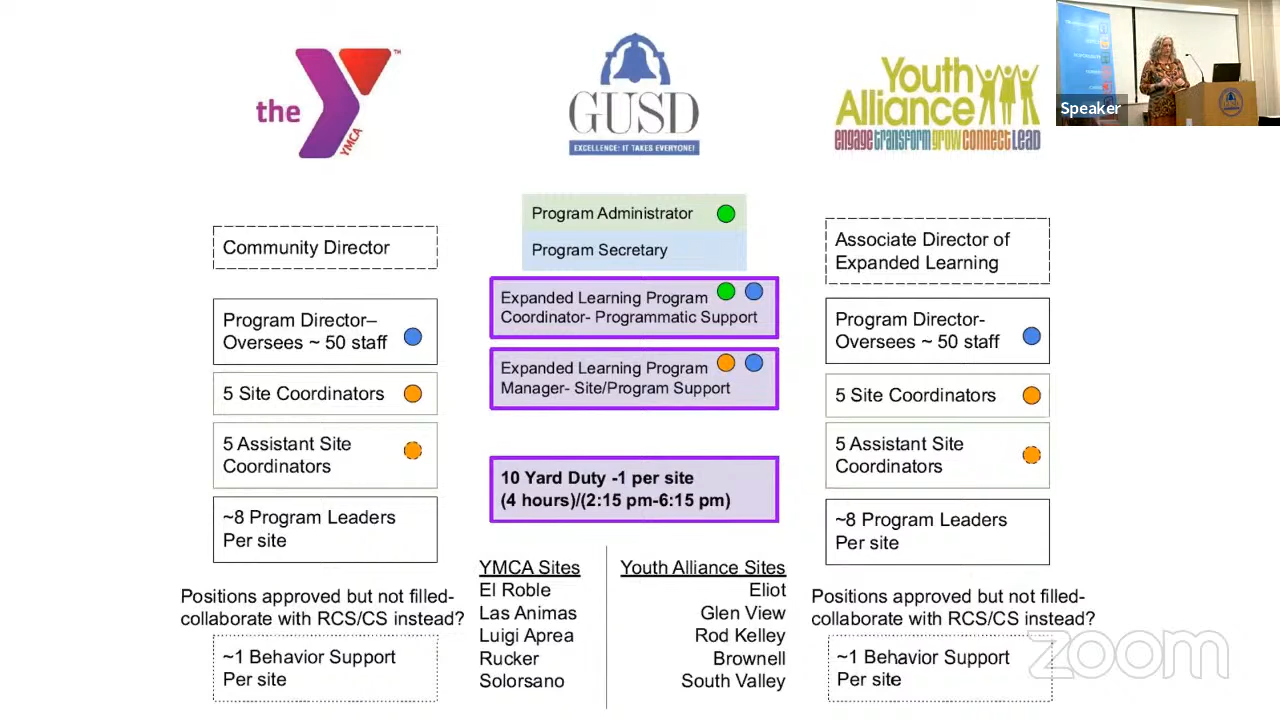 the
YMCA
TM
GUSD
EXCELLENCE: IT TAKES EVERYONE!
Youth
Alliance
engage transform grow connect LEAD
Speaker
GUSD
Community Director
Program Director–
Oversees ~ 50 staff
5 Site Coordinators
5 Assistant Site
Coordinators
~8 Program Leaders
Per site
Positions approved but not filled-
collaborate with RCS/CS instead?
~1 Behavior Support
Per site
Program Administrator
Program Secretary
Expanded Learning Program
Coordinator- Programmatic Support
Expanded Learning Program
Manager- Site/Program Support
10 Yard Duty -1 per site
(4 hours)/(2:15 pm-6:15 pm)
YMCA Sites
El Roble
Las Animas
Luigi Aprea
Rucker
Solorsano
Youth Alliance Sites
Eliot
Glen View
Rod Kelley
Brownell
South Valley
Associate Director of
Expanded Learning
Program Director-
Oversees ~ 50 staff
5 Site Coordinators
5 Assistant Site
Coordinators
~8 Program Leaders
Per site
Positions approved but not filled-
collaborate with RCS/CS instead?
~1 Behavior Support
Per site
zoom